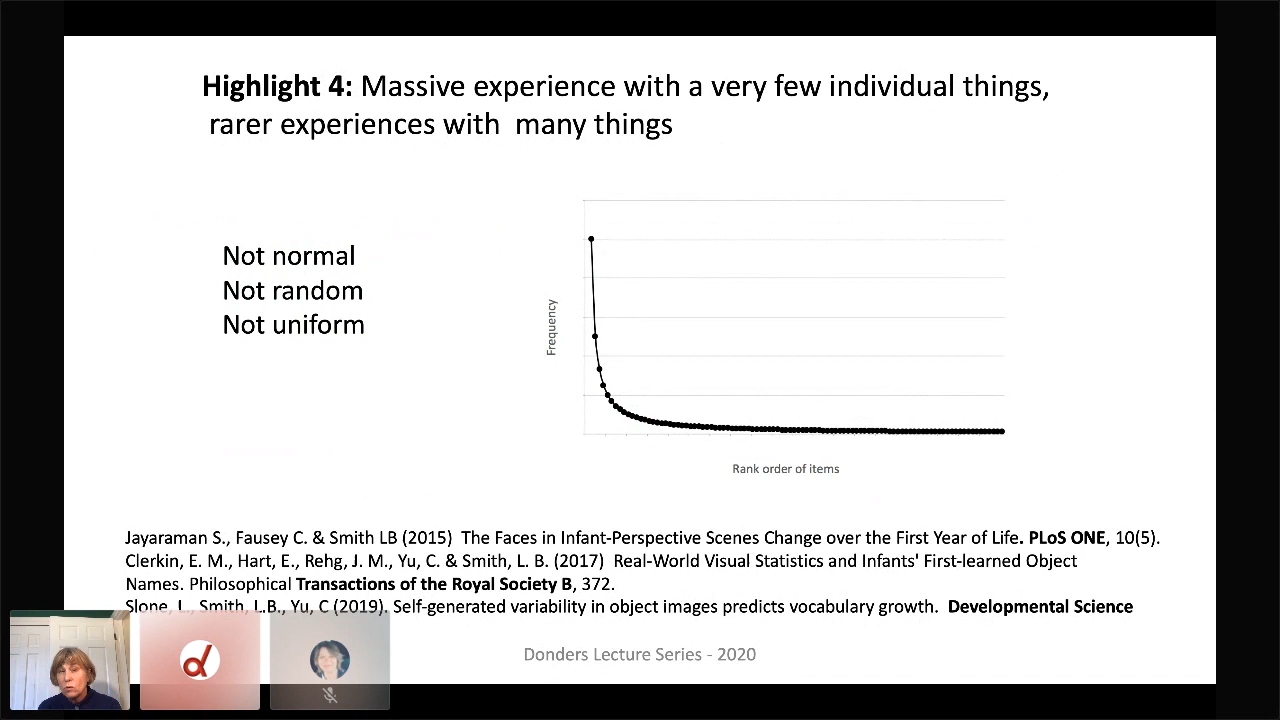 Highlight 4: Massive experience with a very few individual things,
rarer experiences with many things
Not normal
Not random
Not uniform
Frequency
Rank order of items
Jayaraman S., Fausey C. & Smith LB (2015) The Faces in Infant-Perspective Scenes Change over the First Year of Life. PLoS ONE, 10(5).
Clerkin, E. M., Hart, E., Rehg, J. M., Yu, C. & Smith, L. B. (2017) Real-World Visual Statistics and Infants' First-learned Object
Names. Philosophical Transactions of the Royal Society B, 372.
Slone, L., Smith, L.B., Yu, C (2019). Self-generated variability in object images predicts vocabulary growth. Developmental Science
Donders Lecture Series - 2020